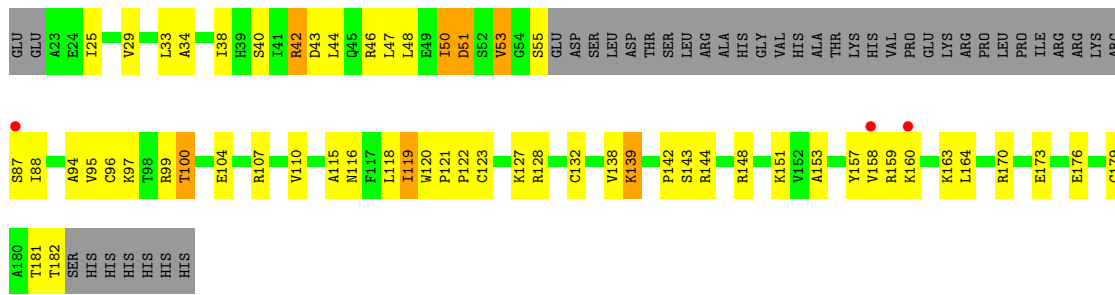 GLU GLU A23 E24 I25 V29 L33 A34 I38 H39 S40 I41 R42 D43 L44 Q45 R46 L47 L48 E49 I50 D51 S52 V53 G54 S55 GLU ASP SER LEU ASP THR SER LEU ARG ALA HIS GLY VAL HIS ALA THR LYS HIS VAL PRO GLU LYS ARG PRO LEU PRO ILE ARG ARG LYS ARG
S87 I88 A94 V95 C96 K97 T98 R99 T100 E104 R107 V110 A115 N116 F117 L118 I119 W120 P121 P122 C123 K127 R128 C132 V138 K139 P142 S143 R144 R148 K151 V152 A153 Y157 V158 R159 K160 K163 L164 R170 E173 E176 C179
A180 T181 T182 SER HIS HIS HIS HIS HIS